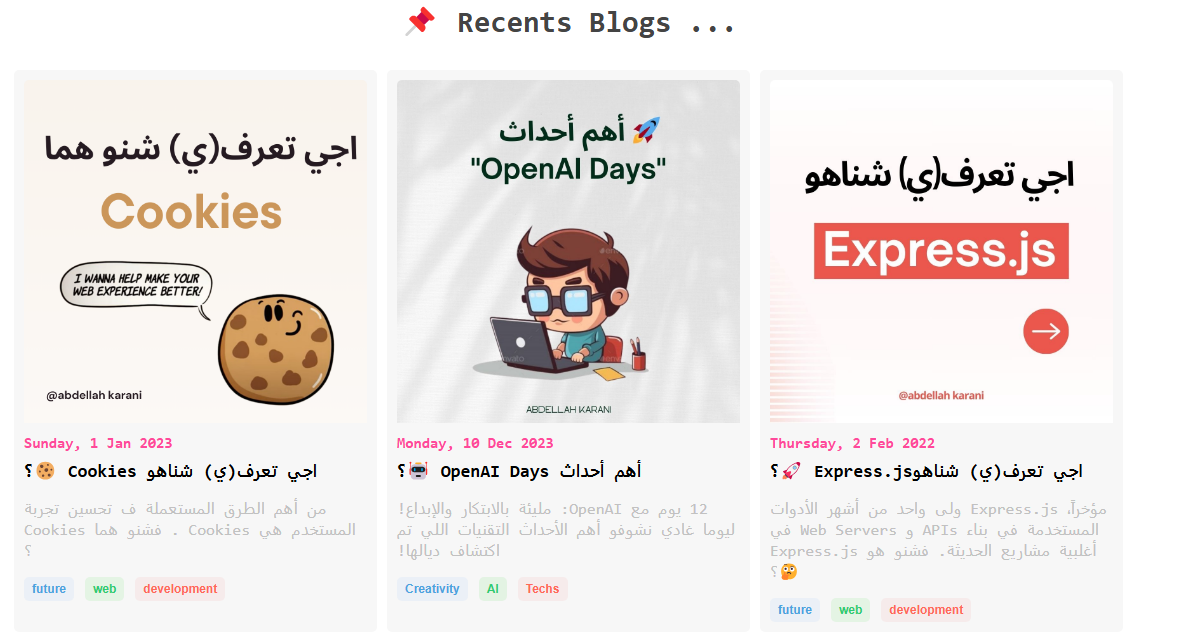 📌 Recents Blogs ...
اجي تعرف(ي) شنو هما
Cookies
I WANNA HELP MAKE YOUR
WEB EXPERIENCE BETTER!
@abdellah karani
Sunday, 1 Jan 2023
اجي تعرف(ي) شناهو Cookies 🍪؟
من أهم الطرق المستعملة ف تحسين تجربة
المستخدم هي Cookies . فشنو هما Cookies
؟
future web development
أهم أحداث 🚀
"OpenAI Days"
ABDELLAH KARANI
Monday, 10 Dec 2023
أهم أحداث OpenAI Days 🤖؟
12 يوم مع OpenAI: مليئة بالابتكار والإبداع!
ليوما غادي نشوفو أهم الأحداث التقنيات اللي تم
اكتشاف ديالها!
Creativity AI Techs
اجي تعرف(ي) شناهو
Express.js
@abdellah karani
Thursday, 2 Feb 2022
اجي تعرف(ي) شناهوExpress.js 🚀؟
مؤخراً، Express.js ولى واحد من أشهر الأدوات
المستخدمة في بناء APIs و Web Servers في
أغلبية مشاريع الحديثة. فشنو هو Express.js
🤔؟
future web development